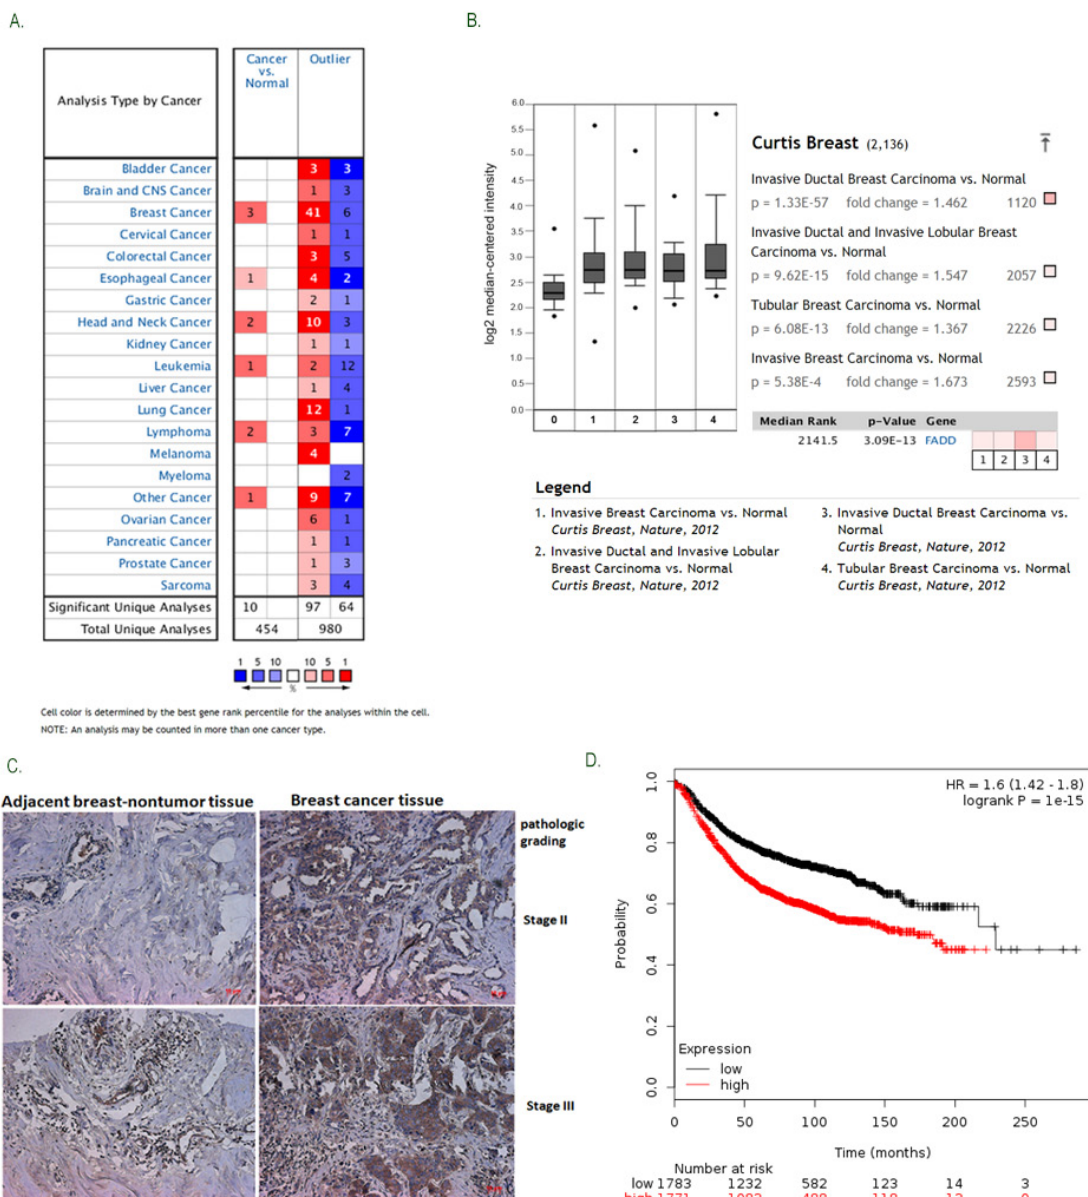 A.
Analysis Type by Cancer
Cancer vs. Normal
Outlier
Bladder Cancer 3 3
Brain and CNS Cancer 1 3
Breast Cancer 3 41 6
Cervical Cancer 1 1
Colorectal Cancer 3 5
Esophageal Cancer 1 4 2
Gastric Cancer 2 1
Head and Neck Cancer 2 10 3
Kidney Cancer 1 1
Leukemia 1 2 12
Liver Cancer 1 4
Lung Cancer 12 1
Lymphoma 2 3 7
Melanoma 4
Myeloma 2
Other Cancer 1 9 7
Ovarian Cancer 6 1
Pancreatic Cancer 1 1
Prostate Cancer 1 3
Sarcoma 3 4
Significant Unique Analyses 10 97 64
Total Unique Analyses 454 980
1 5 10 10 5 1
%
Cell color is determined by the best gene rank percentile for the analyses within the cell.
NOTE: An analysis may be counted in more than one cancer type.
B.
log2 median-centered intensity
6.0
5.5
5.0
4.5
4.0
3.5
3.0
2.5
2.0
1.5
1.0
0.5
0.0
0 1 2 3 4
Curtis Breast (2,136)
Invasive Ductal Breast Carcinoma vs. Normal
p = 1.33E-57 fold change = 1.462 1120
Invasive Ductal and Invasive Lobular Breast
Carcinoma vs. Normal
p = 9.62E-15 fold change = 1.547 2057
Tubular Breast Carcinoma vs. Normal
p = 6.08E-13 fold change = 1.367 2226
Invasive Breast Carcinoma vs. Normal
p = 5.38E-4 fold change = 1.673 2593
Median Rank p-Value Gene
2141.5 3.09E-13 FADD
1 2 3 4
Legend
1. Invasive Breast Carcinoma vs. Normal
Curtis Breast, Nature, 2012
2. Invasive Ductal and Invasive Lobular
Breast Carcinoma vs. Normal
Curtis Breast, Nature, 2012
3. Invasive Ductal Breast Carcinoma vs.
Normal
Curtis Breast, Nature, 2012
4. Tubular Breast Carcinoma vs. Normal
Curtis Breast, Nature, 2012
C.
Adjacent breast-nontumor tissue
Breast cancer tissue
pathologic
grading
Stage II
Stage III
D.
HR = 1.6 (1.42 - 1.8)
logrank P = 1e-15
Probability
1.0
0.8
0.6
0.4
0.2
0.0
Expression
low
high
0 50 100 150 200 250
Time (months)
Number at risk
low 1783 1232 582 123 14 3